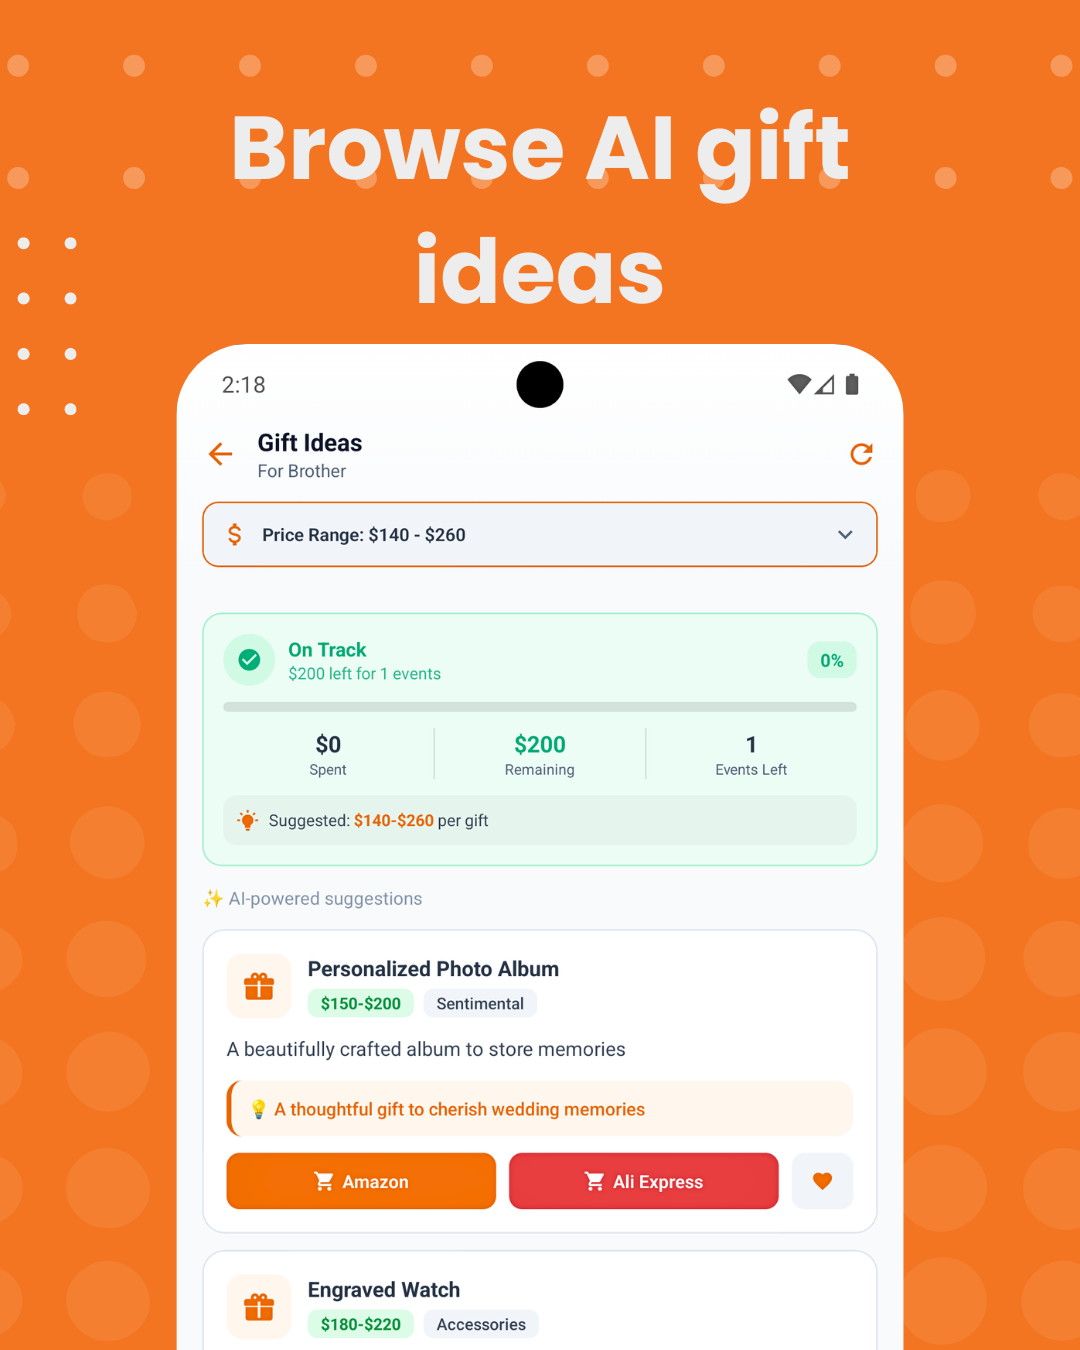 Browse AI gift
ideas
2:18
Gift Ideas
For Brother
Price Range: $140 - $260
On Track
$200 left for 1 events
0%
$0
$200
1
Spent
Remaining
Events Left
Suggested: $140-$260 per gift
✨ AI-powered suggestions
Personalized Photo Album
$150-$200
Sentimental
A beautifully crafted album to store memories
💡 A thoughtful gift to cherish wedding memories
Amazon
Ali Express
Engraved Watch
$180-$220
Accessories